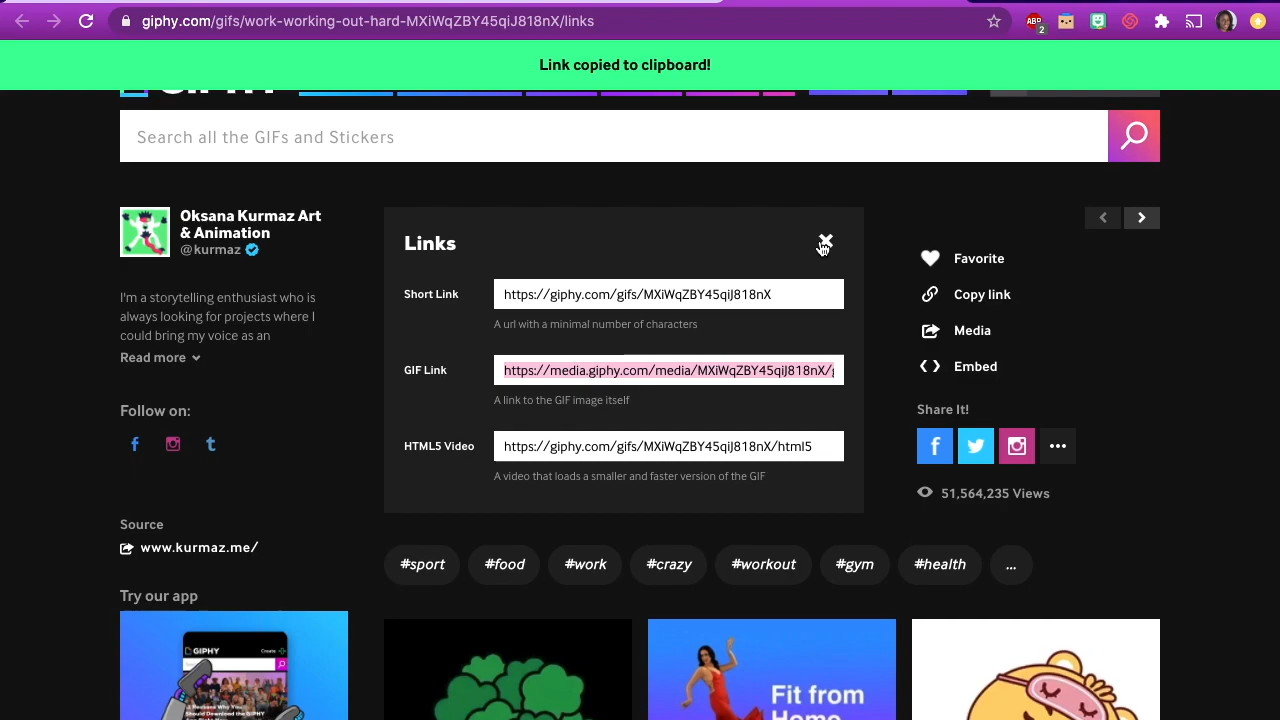 giphy.com/gifs/work-working-out-hard-MXiWqZBY45qiJ818nX/links
ABP
2
Link copied to clipboard!
Search all the GIFs and Stickers
Oksana Kurmaz Art
& Animation
@kurmaz
I'm a storytelling enthusiast who is
always looking for projects where I
could bring my voice as an
Read more
Follow on:
Source
www.kurmaz.me/
Try our app
GIPHY
Create
Links
Short Link
https://giphy.com/gifs/MXiWqZBY45qiJ818nX
A url with a minimal number of characters
GIF Link
https://media.giphy.com/media/MXiWqZBY45qiJ818nX/
A link to the GIF image itself
HTML5 Video
https://giphy.com/gifs/MXiWqZBY45qiJ818nX/html5
A video that loads a smaller and faster version of the GIF
Favorite
Copy link
Media
Embed
Share It!
51,564,235 Views
#sport
#food
#work
#crazy
#workout
#gym
#health
...
Fit from
Home